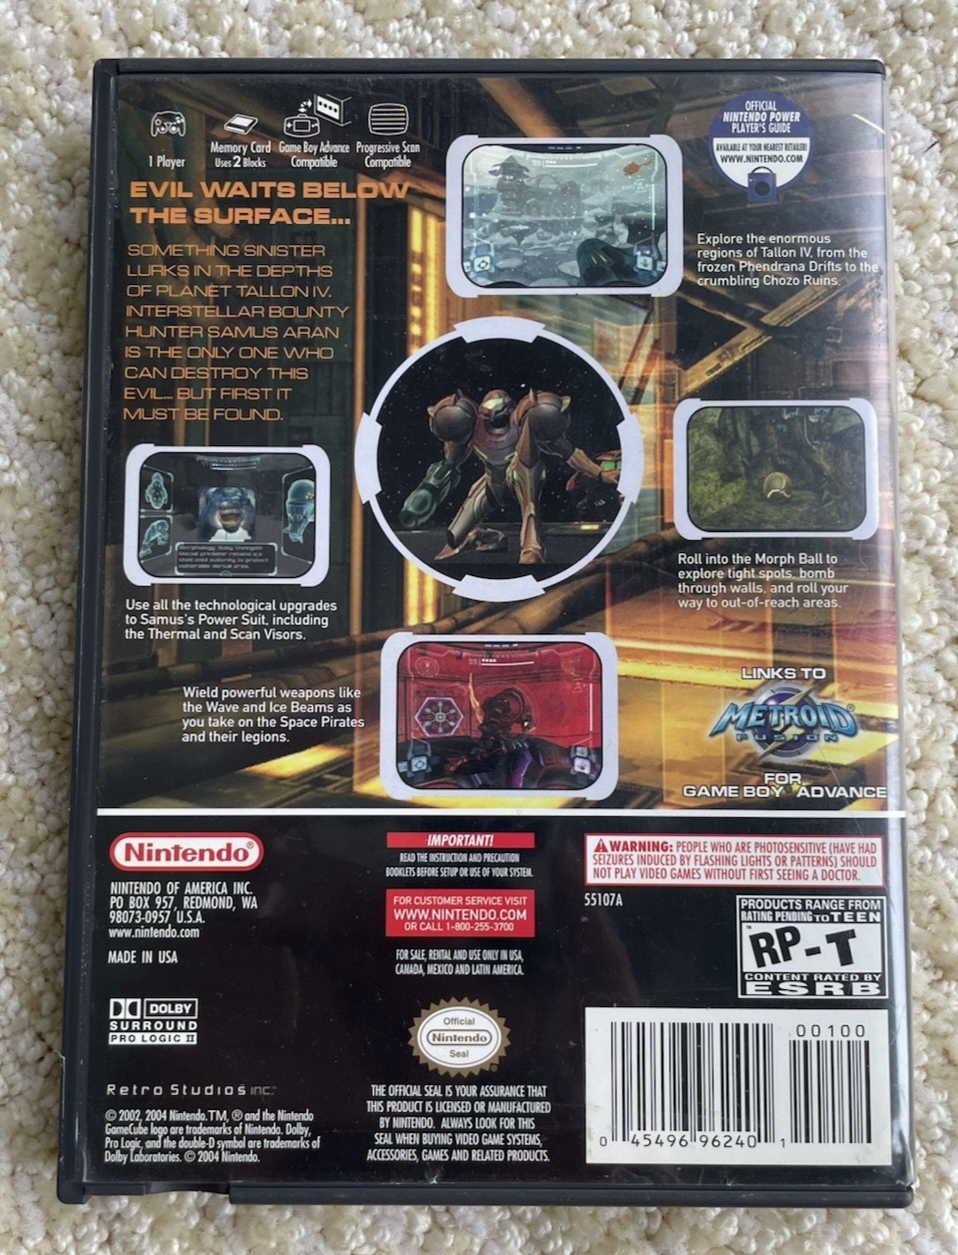 1 Player
Memory Card
Uses 2 Blocks
Game Boy Advance
Compatible
Progressive Scan
Compatible
OFFICIAL
NINTENDO POWER
PLAYER'S GUIDE
AVAILABLE AT YOUR NEAREST RETAILER!
WWW.NINTENDO.COM
EVIL WAITS BELOW
THE SURFACE...
SOMETHING SINISTER
LURKS IN THE DEPTHS
OF PLANET TALLON IV.
INTERSTELLAR BOUNTY
HUNTER SAMUS ARAN
IS THE ONLY ONE WHO
CAN DESTROY THIS
EVIL... BUT FIRST IT
MUST BE FOUND.
Explore the enormous
regions of Tallon IV, from the
frozen Phendrana Drifts to the
crumbling Chozo Ruins.
Use all the technological upgrades
to Samus's Power Suit, including
the Thermal and Scan Visors.
Roll into the Morph Ball to
explore tight spots, bomb
through walls, and roll your
way to out-of-reach areas.
Wield powerful weapons like
the Wave and Ice Beams as
you take on the Space Pirates
and their legions.
LINKS TO
METROID®
FUSION
FOR
GAME BOY ADVANCE
Nintendo®
NINTENDO OF AMERICA INC.
PO BOX 957, REDMOND, WA
98073-0957 U.S.A.
www.nintendo.com
MADE IN USA
DOLBY
SURROUND
PRO LOGIC II
Retro Studios INC.™
© 2002, 2004 Nintendo.TM, ® and the Nintendo
GameCube logo are trademarks of Nintendo. Dolby,
Pro Logic, and the double-D symbol are trademarks of
Dolby Laboratories. © 2004 Nintendo.
IMPORTANT!
READ THE INSTRUCTION AND PRECAUTION
BOOKLETS BEFORE SETUP OR USE OF YOUR SYSTEM.
FOR CUSTOMER SERVICE VISIT
WWW.NINTENDO.COM
OR CALL 1-800-255-3700
FOR SALE, RENTAL AND USE ONLY IN USA,
CANADA, MEXICO AND LATIN AMERICA.
Official
Nintendo
Seal
THE OFFICIAL SEAL IS YOUR ASSURANCE THAT
THIS PRODUCT IS LICENSED OR MANUFACTURED
BY NINTENDO. ALWAYS LOOK FOR THIS
SEAL WHEN BUYING VIDEO GAME SYSTEMS,
ACCESSORIES, GAMES AND RELATED PRODUCTS.
WARNING: PEOPLE WHO ARE PHOTOSENSITIVE (HAVE HAD
SEIZURES INDUCED BY FLASHING LIGHTS OR PATTERNS) SHOULD
NOT PLAY VIDEO GAMES WITHOUT FIRST SEEING A DOCTOR.
55107A
PRODUCTS RANGE FROM
RATING PENDING TO TEEN
RP-T
CONTENT RATED BY
ESRB
00100
0 45496 96240 1